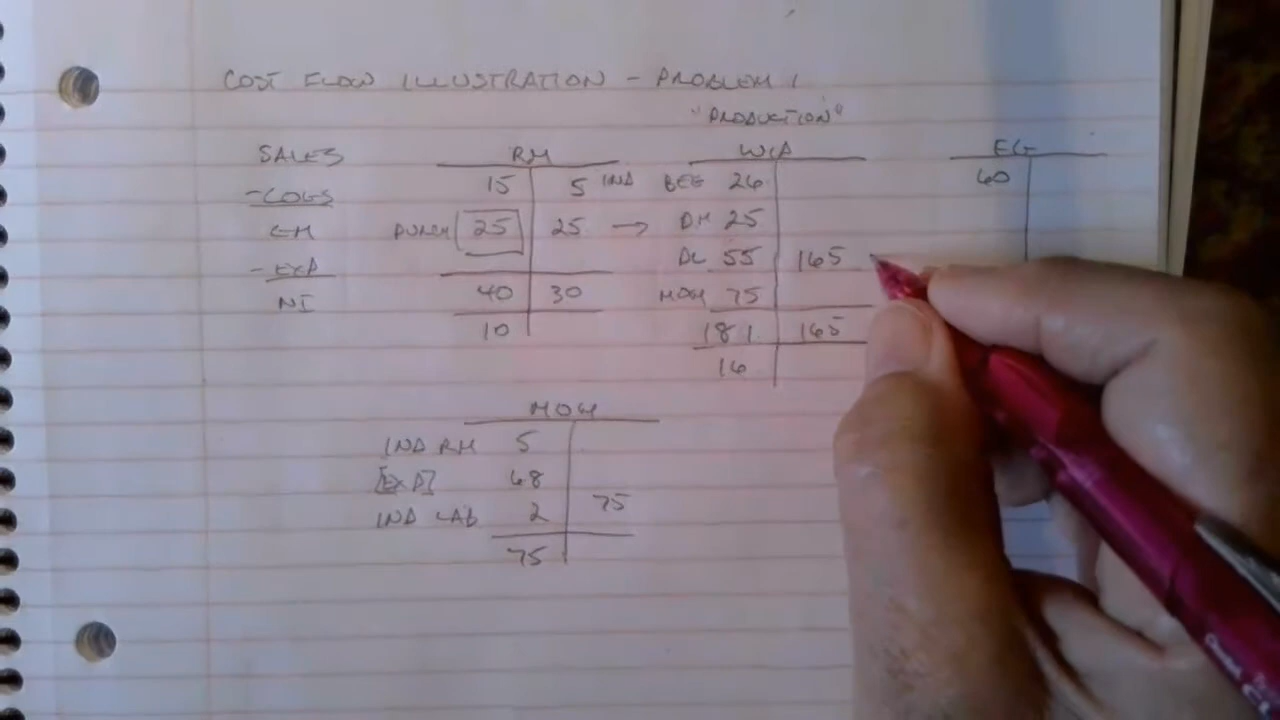 COST FLOW ILLUSTRATION - PROBLEM 1
"PRODUCTION"
SALES RM WIP FG
15 5 IND BEG 26 60
-COGS
GM PURCH 25 25 → DM 25
-EXP DL 55 165
NI 40 30 MOH 75
10 181 165
16
MOH
IND RM 5
[EXP] 68
75
IND LAB 2
75